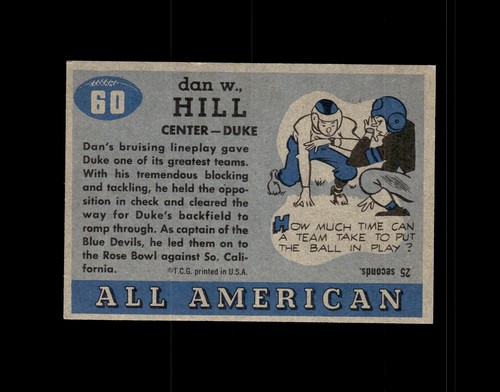 60
dan w.,
HILL
CENTER—DUKE
Dan's bruising lineplay gave
Duke one of its greatest teams.
With his tremendous blocking
and tackling, he held the oppo-
sition in check and cleared the
way for Duke's backfield to
romp through. As captain of the
Blue Devils, he led them on to
the Rose Bowl against So. Cali-
fornia.
©T.C.G. printed in U.S.A.
HOW MUCH TIME CAN
A TEAM TAKE TO PUT
THE BALL IN PLAY?
25 seconds.
ALL AMERICAN